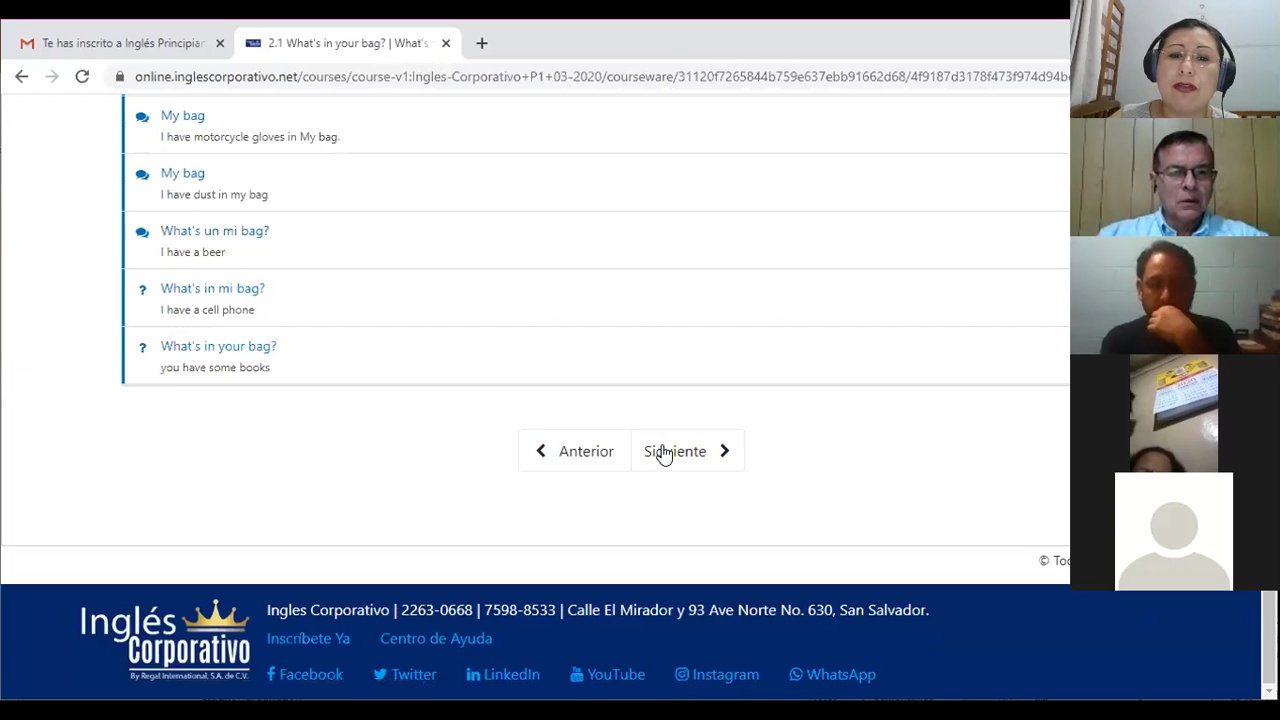 Te has inscrito a Inglés Principian
2.1 What's in your bag? | What's
online.inglescorporativo.net/courses/course-v1:Ingles-Corporativo+P1+03-2020/courseware/31120f7265844b759e637ebb91662d68/4f9187d3178f473f974d94b
My bag
I have motorcycle gloves in My bag.
My bag
I have dust in my bag
What's un mi bag?
I have a beer
? What's in mi bag?
I have a cell phone
? What's in your bag?
you have some books
Anterior Siguiente
© To
Inglés Corporativo
By Regal International, S.A. de C.V.
Ingles Corporativo | 2263-0668 | 7598-8533 | Calle El Mirador y 93 Ave Norte No. 630, San Salvador.
Inscríbete Ya Centro de Ayuda
Facebook Twitter LinkedIn YouTube Instagram WhatsApp